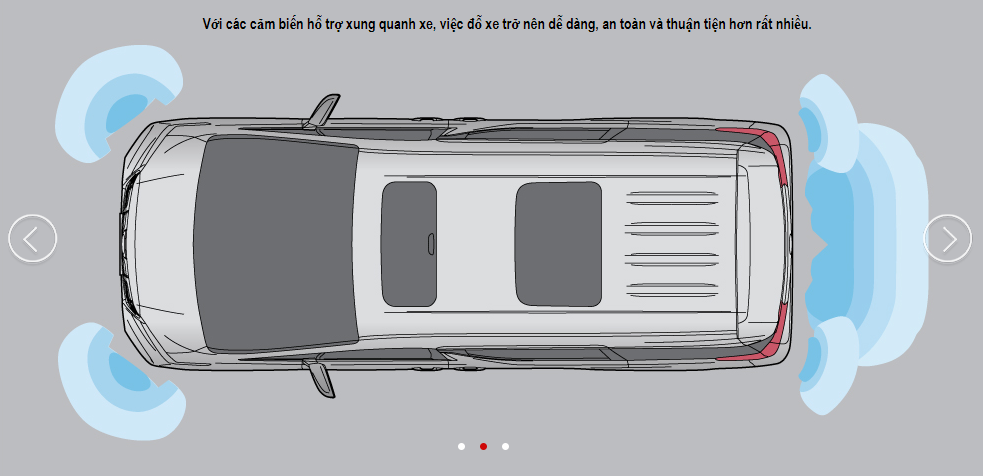 Với các cảm biến hỗ trợ xung quanh xe, việc đỗ xe trở nên dễ dàng, an toàn và thuận tiện hơn rất nhiều.